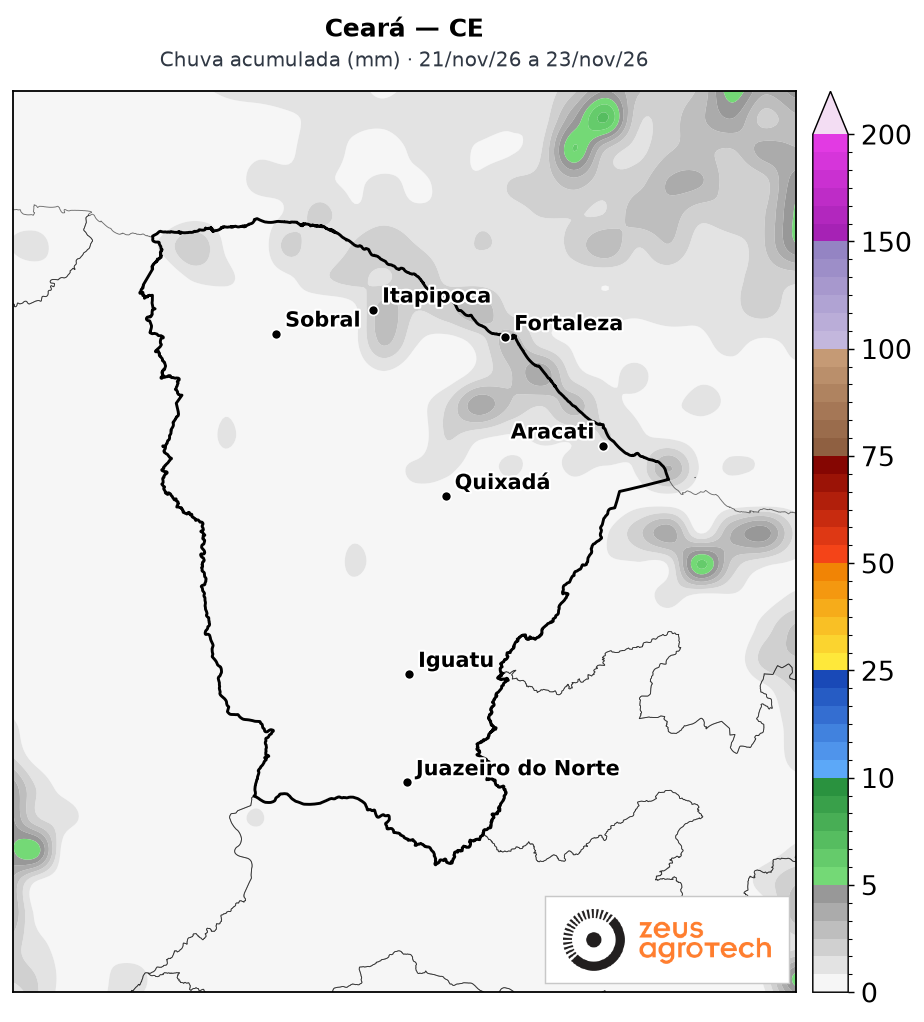 Ceará — CE
Chuva acumulada (mm) · 21/nov/26 a 23/nov/26
200
150
100
75
50
25
10
5
0
Itapipoca
Sobral
Fortaleza
Aracati
Quixadá
Iguatu
Juazeiro do Norte
zeus
agrotech